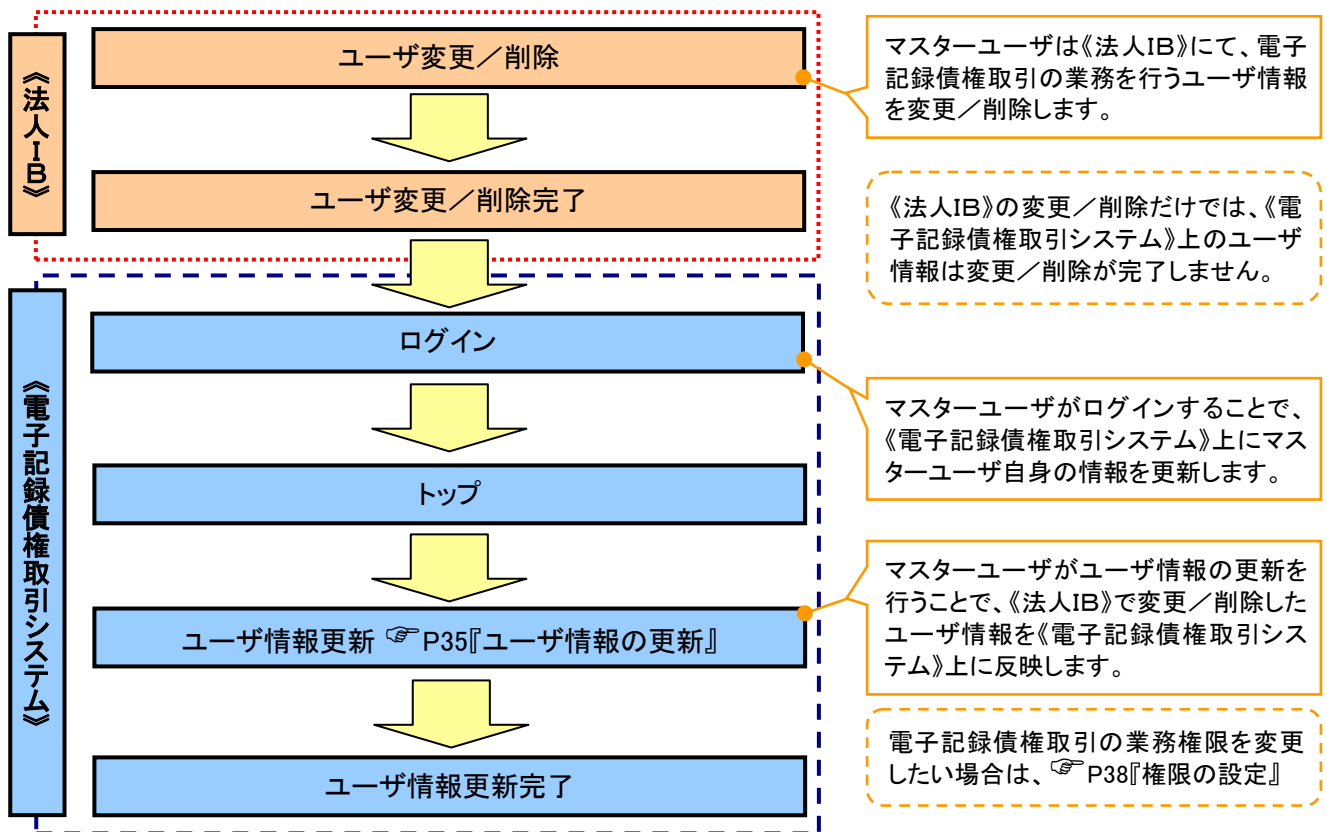 《法人IB》
ユーザ変更／削除
ユーザ変更／削除完了
マスターユーザは《法人IB》にて、電子
記録債権取引の業務を行うユーザ情報
を変更／削除します。
《法人IB》の変更／削除だけでは、《電
子記録債権取引システム》上のユーザ
情報は変更／削除が完了しません。
《電子記録債権取引システム》
ログイン
トップ
ユーザ情報更新 ☞P35『ユーザ情報の更新』
ユーザ情報更新完了
マスターユーザがログインすることで、
《電子記録債権取引システム》上にマス
ターユーザ自身の情報を更新します。
マスターユーザがユーザ情報の更新を
行うことで、《法人IB》で変更／削除した
ユーザ情報を《電子記録債権取引シス
テム》上に反映します。
電子記録債権取引の業務権限を変更
したい場合は、☞P38『権限の設定』